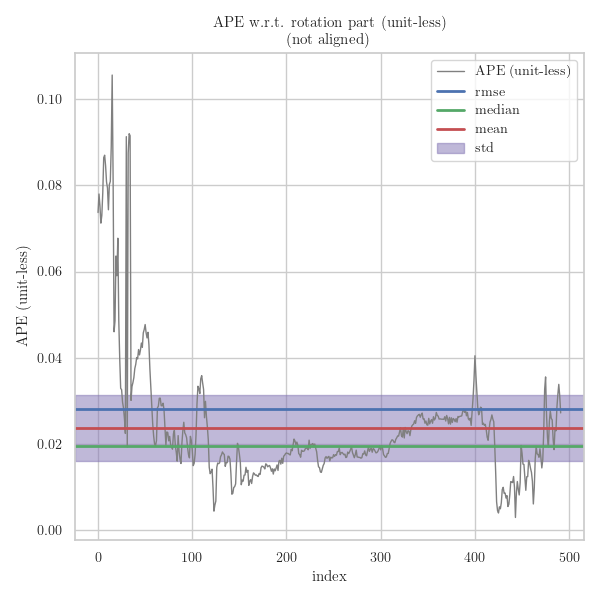 APE w.r.t. rotation part (unit-less)
(not aligned)
APE (unit-less)
rmse
median
mean
std
0.10
0.08
0.06
0.04
0.02
0.00
APE (unit-less)
0 100 200 300 400 500
index